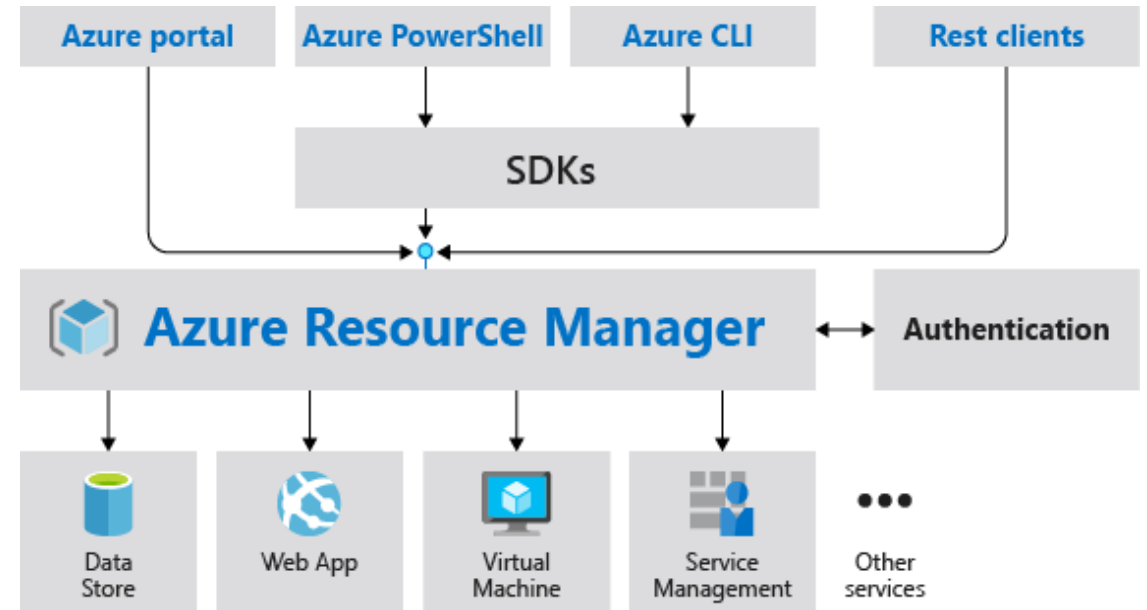 Azure portal
Azure PowerShell
Azure CLI
Rest clients
SDKs
Azure Resource Manager
Authentication
Data
Store
Web App
Virtual
Machine
Service
Management
Other
services